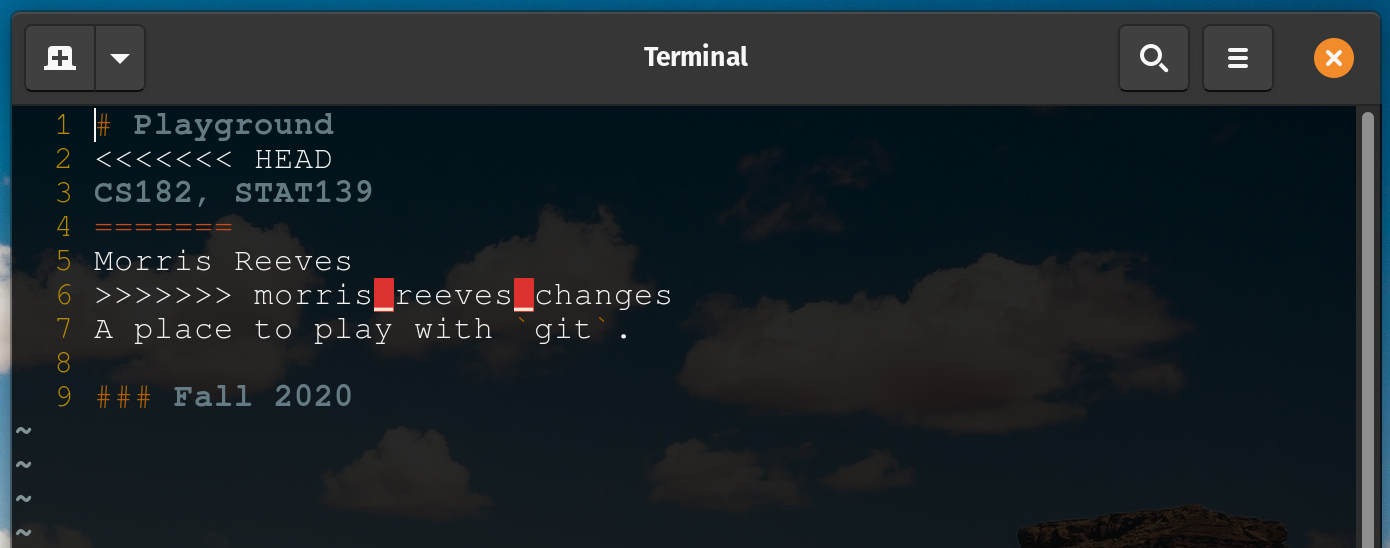 Terminal
1 # Playground
2 <<<<<<< HEAD
3 CS182, STAT139
4 =======
5 Morris Reeves
6 >>>>>>> morris_reeves_changes
7 A place to play with `git`.
8
9 ### Fall 2020
~
~
~
~